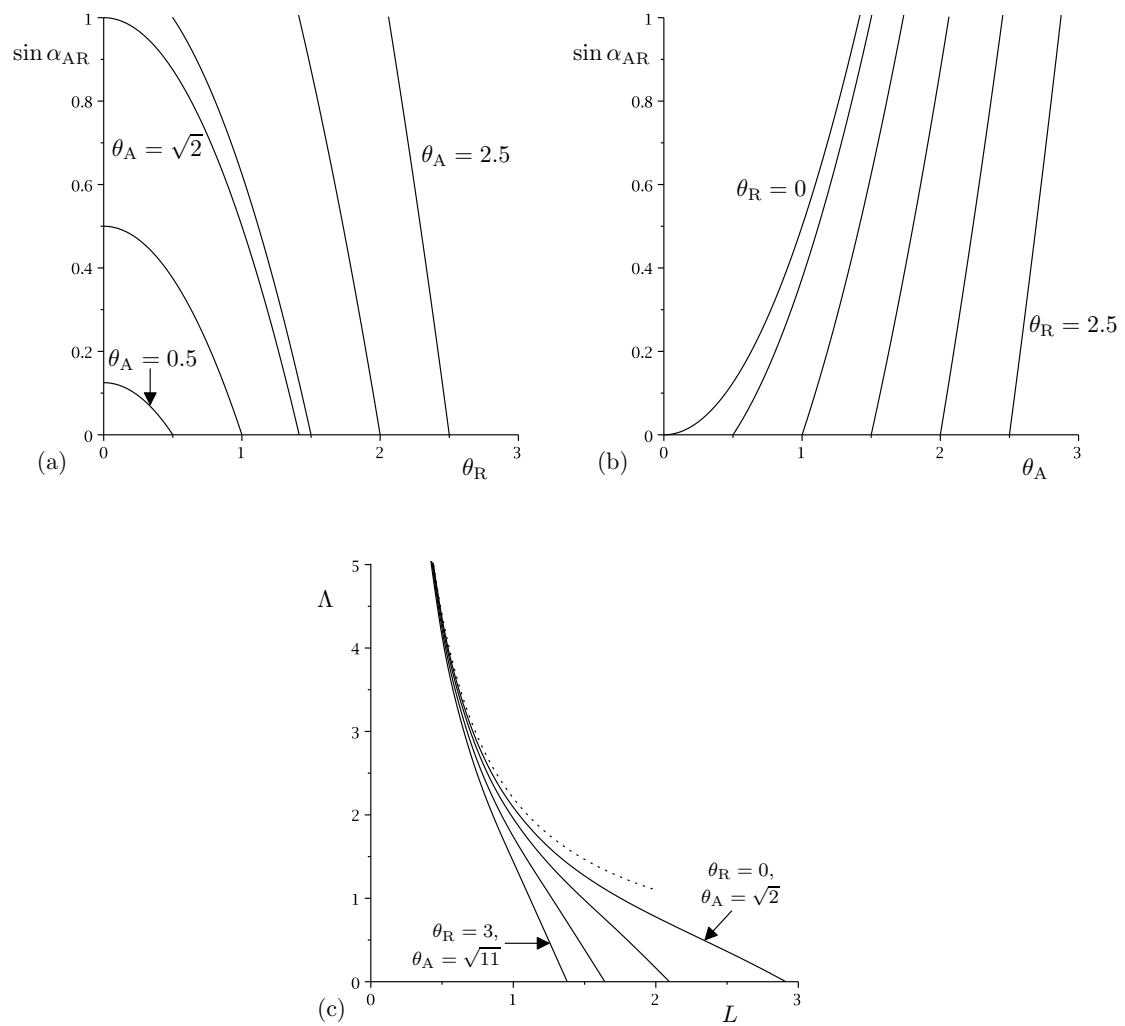 1
sin α_AR
0.8
θ_A = √2
θ_A = 2.5
0.6
0.4
0.2
θ_A = 0.5
0
0 1 2 3
(a)
θ_R
1
sin α_AR
0.8
0.6
θ_R = 0
0.4
θ_R = 2.5
0.2
0
0 1 2 3
(b)
θ_A
5
Λ
4
3
2
θ_R = 0,
θ_A = √2
1
θ_R = 3,
θ_A = √11
0
0 1 2 3
(c)
L